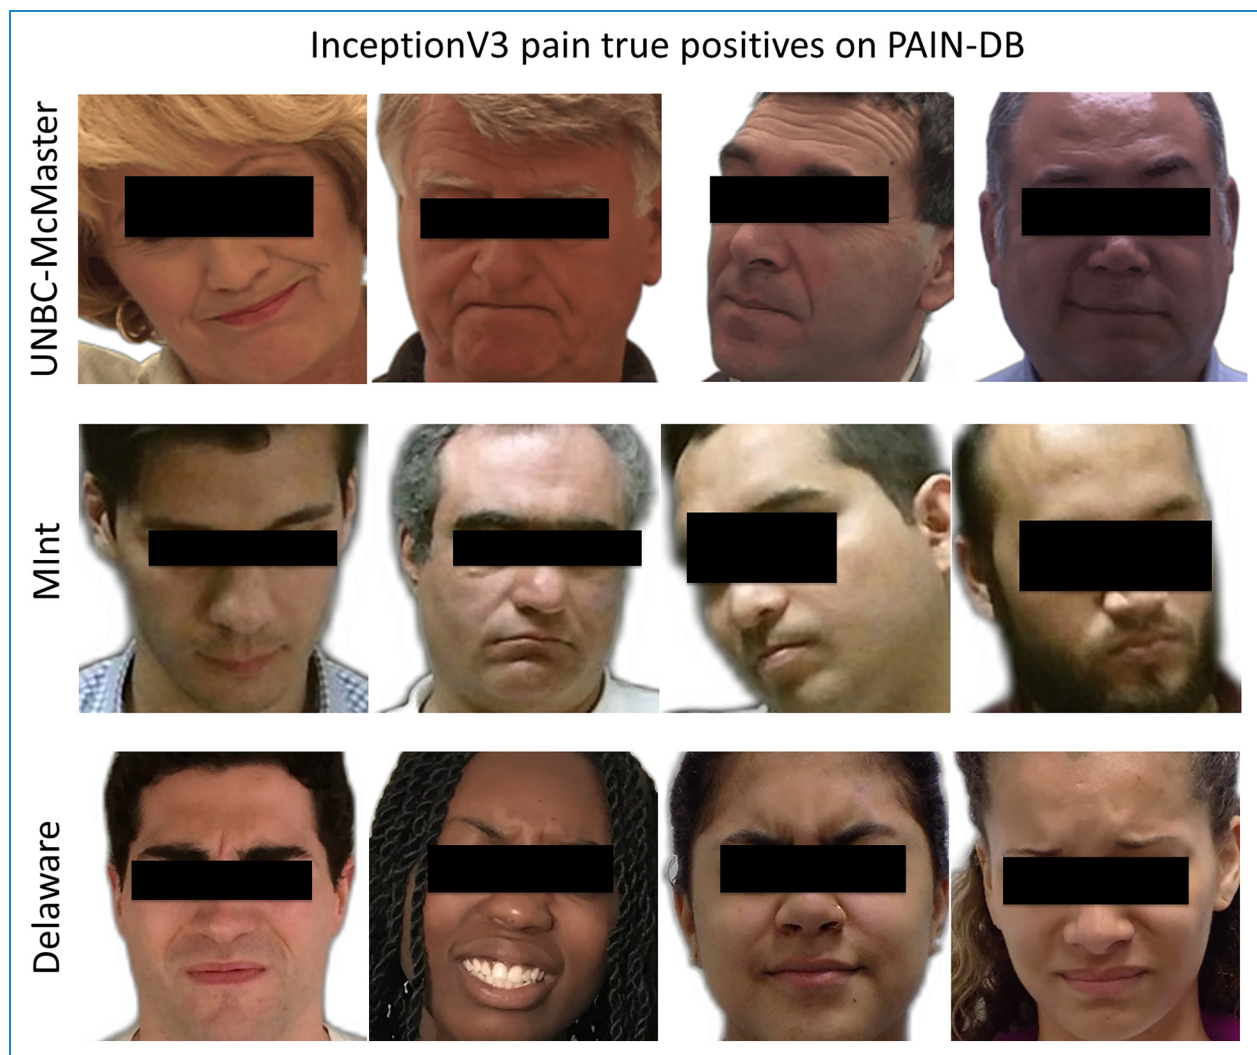 InceptionV3 pain true positives on PAIN-DB
UNBC-McMaster
MInt
Delaware